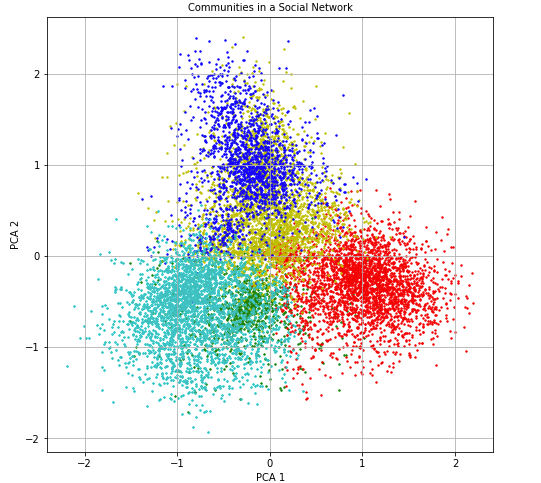 Communities in a Social Network
2
1
0
−1
−2
PCA 2
−2 −1 0 1 2
PCA 1